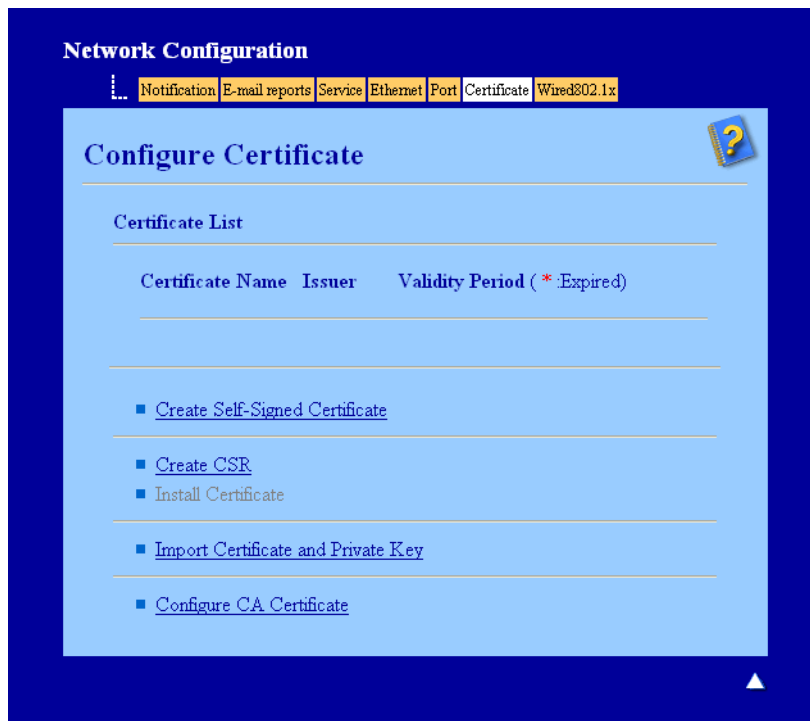 Network Configuration
Notification E-mail reports Service Ethernet Port Certificate Wired802.1x
Configure Certificate
?
Certificate List
Certificate Name Issuer Validity Period ( * :Expired)
Create Self-Signed Certificate
Create CSR
Install Certificate
Import Certificate and Private Key
Configure CA Certificate